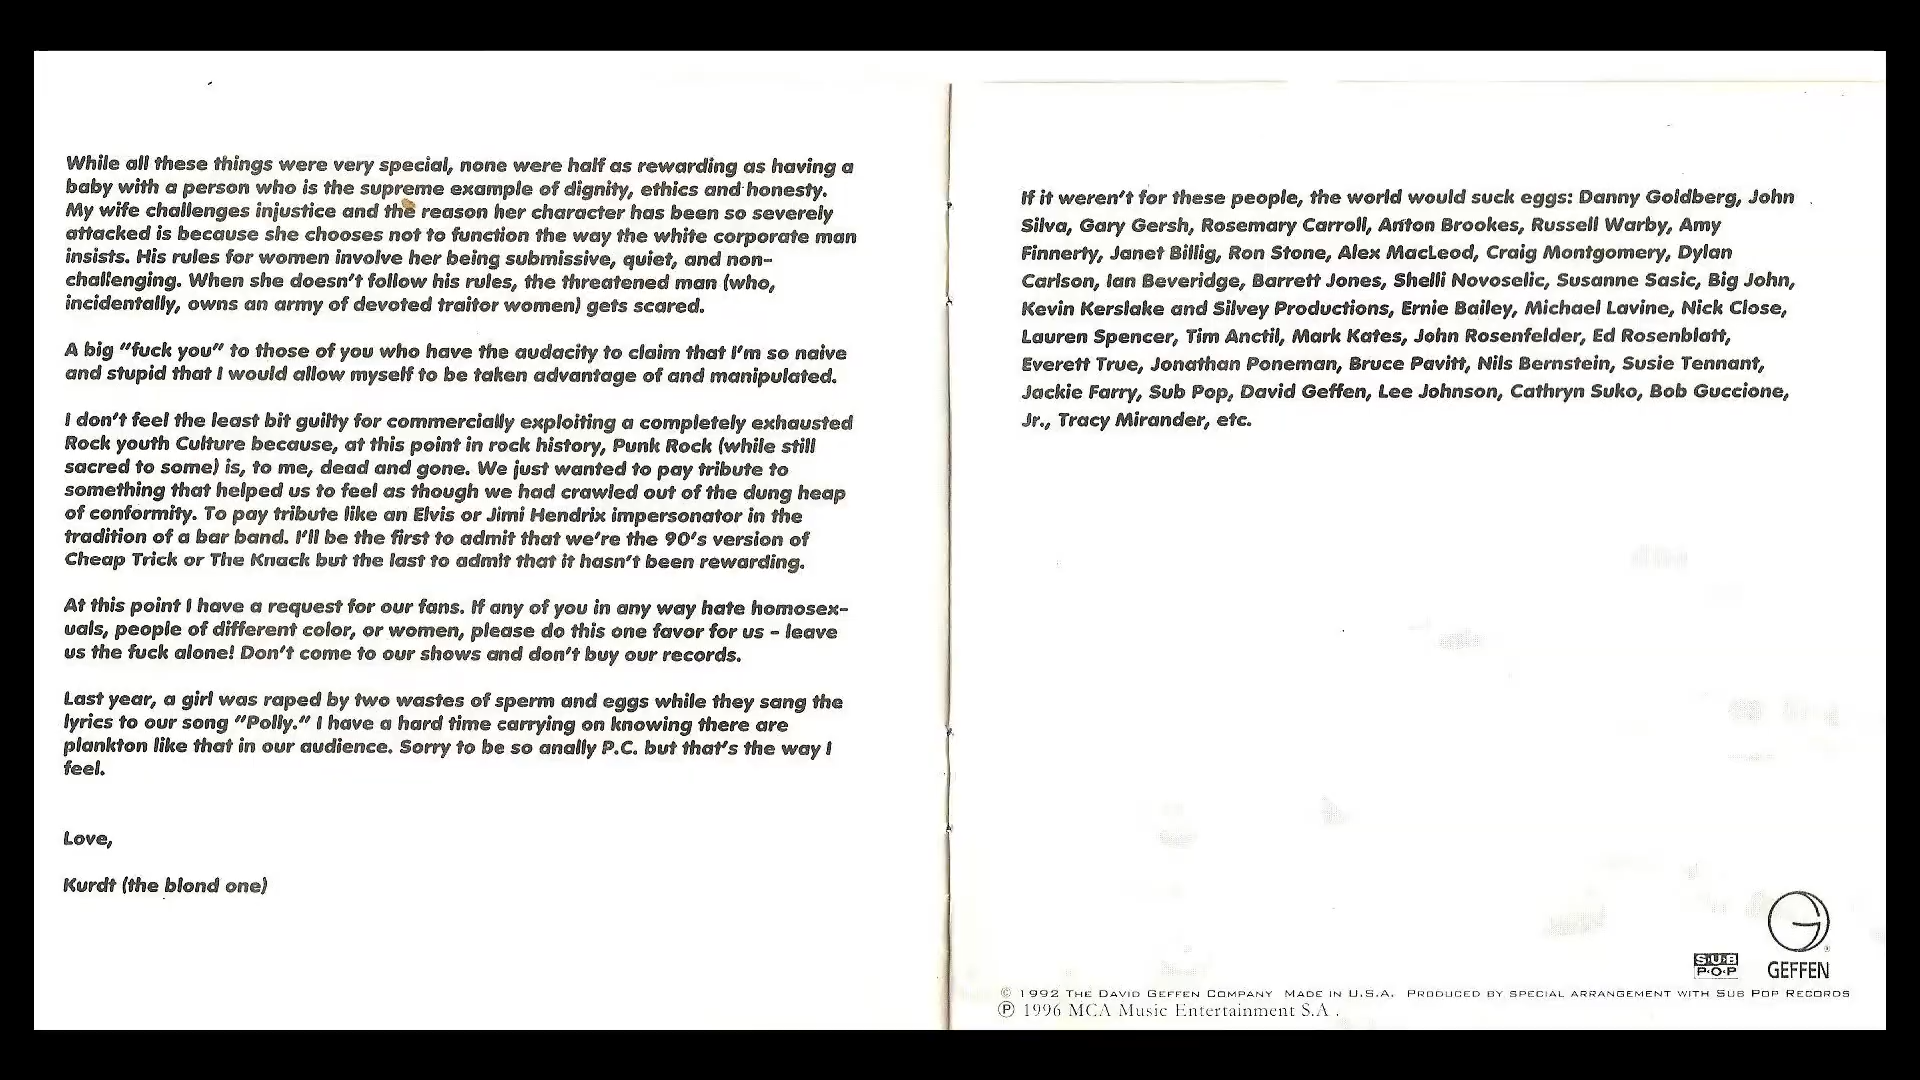 While all these things were very special, none were half as rewarding as having a
baby with a person who is the supreme example of dignity, ethics and honesty.
My wife challenges injustice and the reason her character has been so severely
attacked is because she chooses not to function the way the white corporate man
insists. His rules for women involve her being submissive, quiet, and non-
challenging. When she doesn't follow his rules, the threatened man (who,
incidentally, owns an army of devoted traitor women) gets scared.
A big "fuck you" to those of you who have the audacity to claim that I'm so naive
and stupid that I would allow myself to be taken advantage of and manipulated.
I don't feel the least bit guilty for commercially exploiting a completely exhausted
Rock youth Culture because, at this point in rock history, Punk Rock (while still
sacred to some) is, to me, dead and gone. We just wanted to pay tribute to
something that helped us to feel as though we had crawled out of the dung heap
of conformity. To pay tribute like an Elvis or Jimi Hendrix impersonator in the
tradition of a bar band. I'll be the first to admit that we're the 90's version of
Cheap Trick or The Knack but the last to admit that it hasn't been rewarding.
At this point I have a request for our fans. If any of you in any way hate homosex-
uals, people of different color, or women, please do this one favor for us - leave
us the fuck alone! Don't come to our shows and don't buy our records.
Last year, a girl was raped by two wastes of sperm and eggs while they sang the
lyrics to our song "Polly." I have a hard time carrying on knowing there are
plankton like that in our audience. Sorry to be so anally P.C. but that's the way I
feel.
Love,
Kurdt (the blond one)
If it weren't for these people, the world would suck eggs: Danny Goldberg, John
Silva, Gary Gersh, Rosemary Carroll, Anton Brookes, Russell Warby, Amy
Finnerty, Janet Billig, Ron Stone, Alex MacLeod, Craig Montgomery, Dylan
Carlson, Ian Beveridge, Barrett Jones, Shelli Novoselic, Susanne Sasic, Big John,
Kevin Kerslake and Silvey Productions, Ernie Bailey, Michael Lavine, Nick Close,
Lauren Spencer, Tim Anctil, Mark Kates, John Rosenfelder, Ed Rosenblatt,
Everett True, Jonathan Poneman, Bruce Pavitt, Nils Bernstein, Susie Tennant,
Jackie Farry, Sub Pop, David Geffen, Lee Johnson, Cathryn Suko, Bob Guccione,
Jr., Tracy Mirander, etc.
SUB
POP
GEFFEN
© 1992 The David Geffen Company Made in U.S.A. Produced by special arrangement with Sub Pop Records
℗ 1996 MCA Music Entertainment S.A .